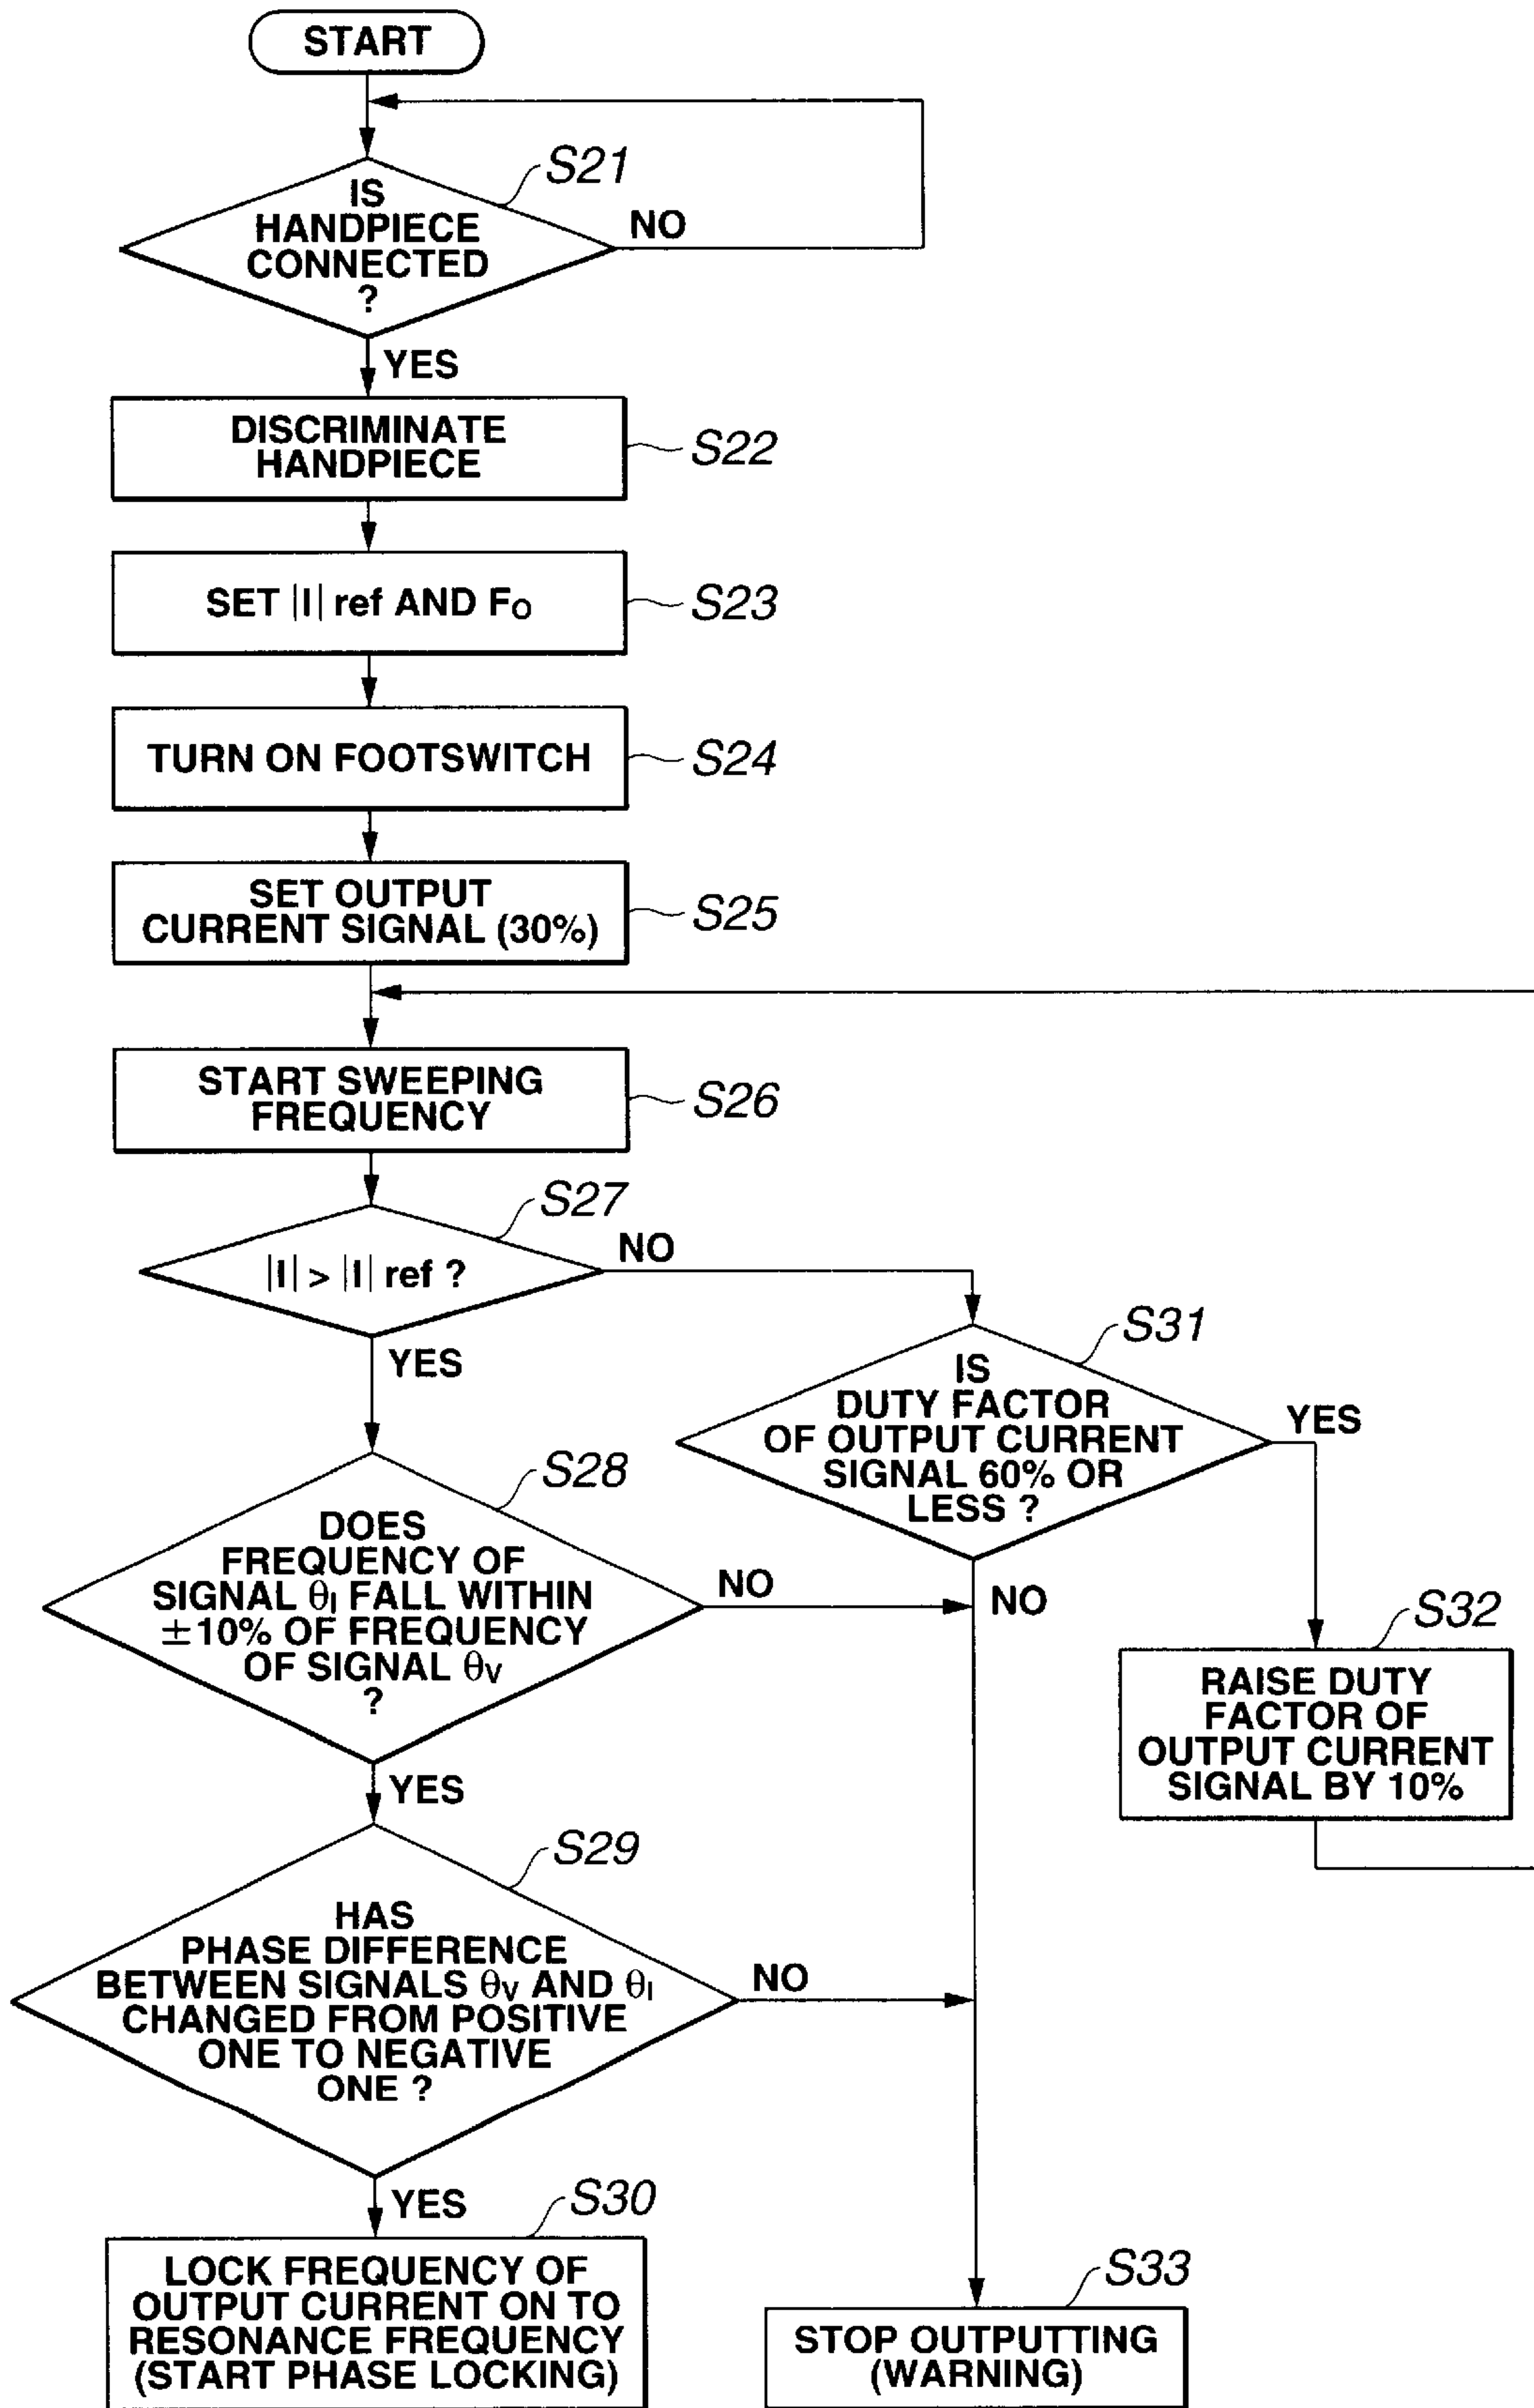 START
S21
IS
HANDPIECE
CONNECTED
?
NO
YES
DISCRIMINATE
HANDPIECE
S22
SET |I| ref AND FO
S23
TURN ON FOOTSWITCH
S24
SET OUTPUT
CURRENT SIGNAL (30%)
S25
START SWEEPING
FREQUENCY
S26
S27
|I| > |I| ref ?
NO
YES
S31
IS
DUTY FACTOR
OF OUTPUT CURRENT
SIGNAL 60% OR
LESS ?
YES
NO
S28
DOES
FREQUENCY OF
SIGNAL θI FALL WITHIN
±10% OF FREQUENCY
OF SIGNAL θV
?
NO
YES
S32
RAISE DUTY
FACTOR OF
OUTPUT CURRENT
SIGNAL BY 10%
S29
HAS
PHASE DIFFERENCE
BETWEEN SIGNALS θV AND θI
CHANGED FROM POSITIVE
ONE TO NEGATIVE
ONE ?
NO
YES
S30
LOCK FREQUENCY OF
OUTPUT CURRENT ON TO
RESONANCE FREQUENCY
(START PHASE LOCKING)
S33
STOP OUTPUTTING
(WARNING)